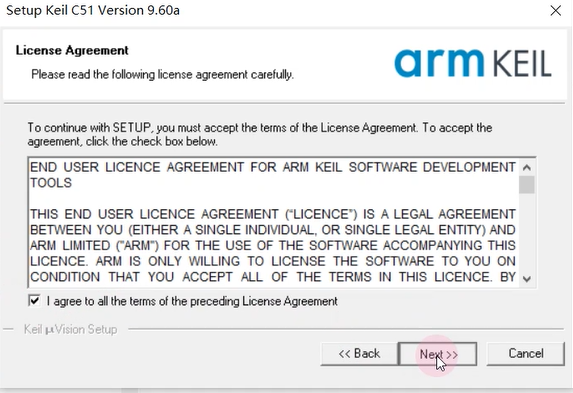 Setup Keil C51 Version 9.60a
License Agreement
Please read the following license agreement carefully.
arm KEIL
To continue with SETUP, you must accept the terms of the License Agreement. To accept the
agreement, click the check box below.
END USER LICENCE AGREEMENT FOR ARM KEIL SOFTWARE DEVELOPMENT
TOOLS
THIS END USER LICENCE AGREEMENT ("LICENCE") IS A LEGAL AGREEMENT
BETWEEN YOU (EITHER A SINGLE INDIVIDUAL, OR SINGLE LEGAL ENTITY) AND
ARM LIMITED ("ARM") FOR THE USE OF THE SOFTWARE ACCOMPANYING THIS
LICENCE. ARM IS ONLY WILLING TO LICENSE THE SOFTWARE TO YOU ON
CONDITION THAT YOU ACCEPT ALL OF THE TERMS IN THIS LICENCE. BY
I agree to all the terms of the preceding License Agreement
Keil µVision Setup
<< Back
Next >>
Cancel